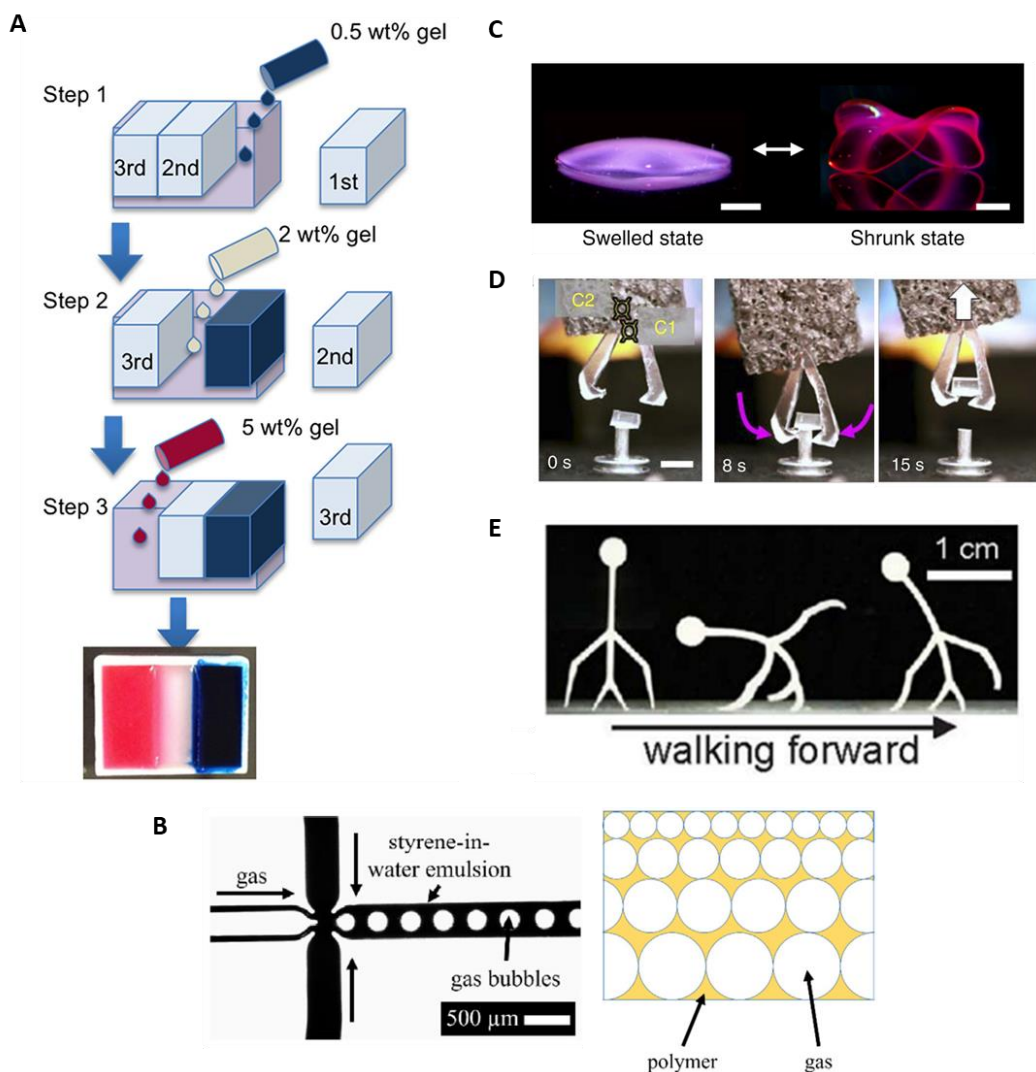 A
0.5 wt% gel
Step 1
3rd
2nd
1st
2 wt% gel
Step 2
3rd
2nd
5 wt% gel
Step 3
3rd
B
gas
styrene-in-
water emulsion
gas bubbles
500 µm
polymer
gas
C
Swelled state
Shrunk state
D
C2
C1
0 s
8 s
15 s
E
1 cm
walking forward